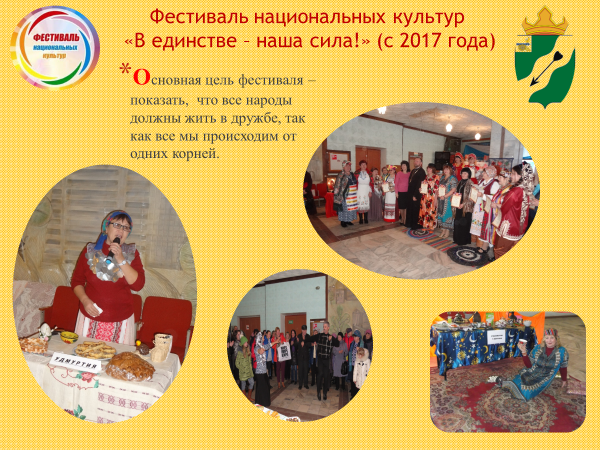 ФЕСТИВАЛЬ
национальных
культур
Фестиваль национальных культур
«В единстве – наша сила!» (с 2017 года)
*Основная цель фестиваля –
показать, что все народы
должны жить в дружбе, так
как все мы происходим от
одних корней.
УДМУРТИЯ